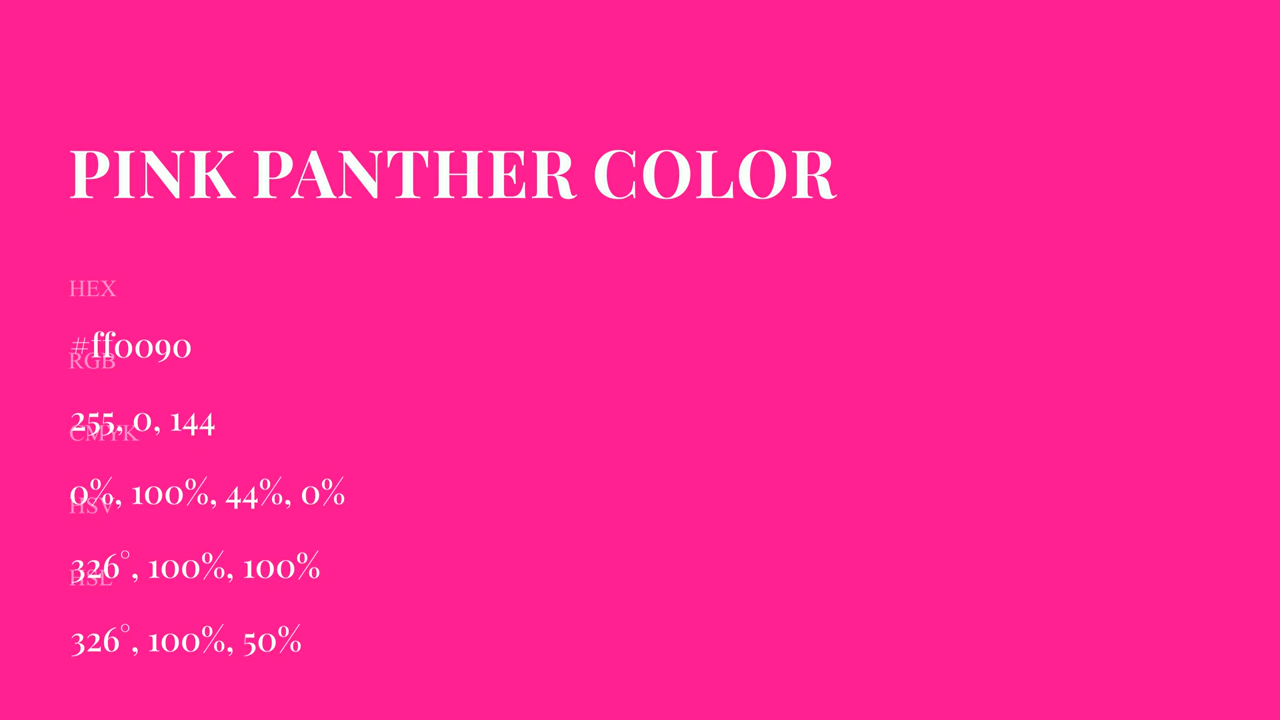 PINK PANTHER COLOR
HEX
#ff0090
RGB
255, 0, 144
CMYK
0%, 100%, 44%, 0%
HSV
326°, 100%, 100%
HSL
326°, 100%, 50%